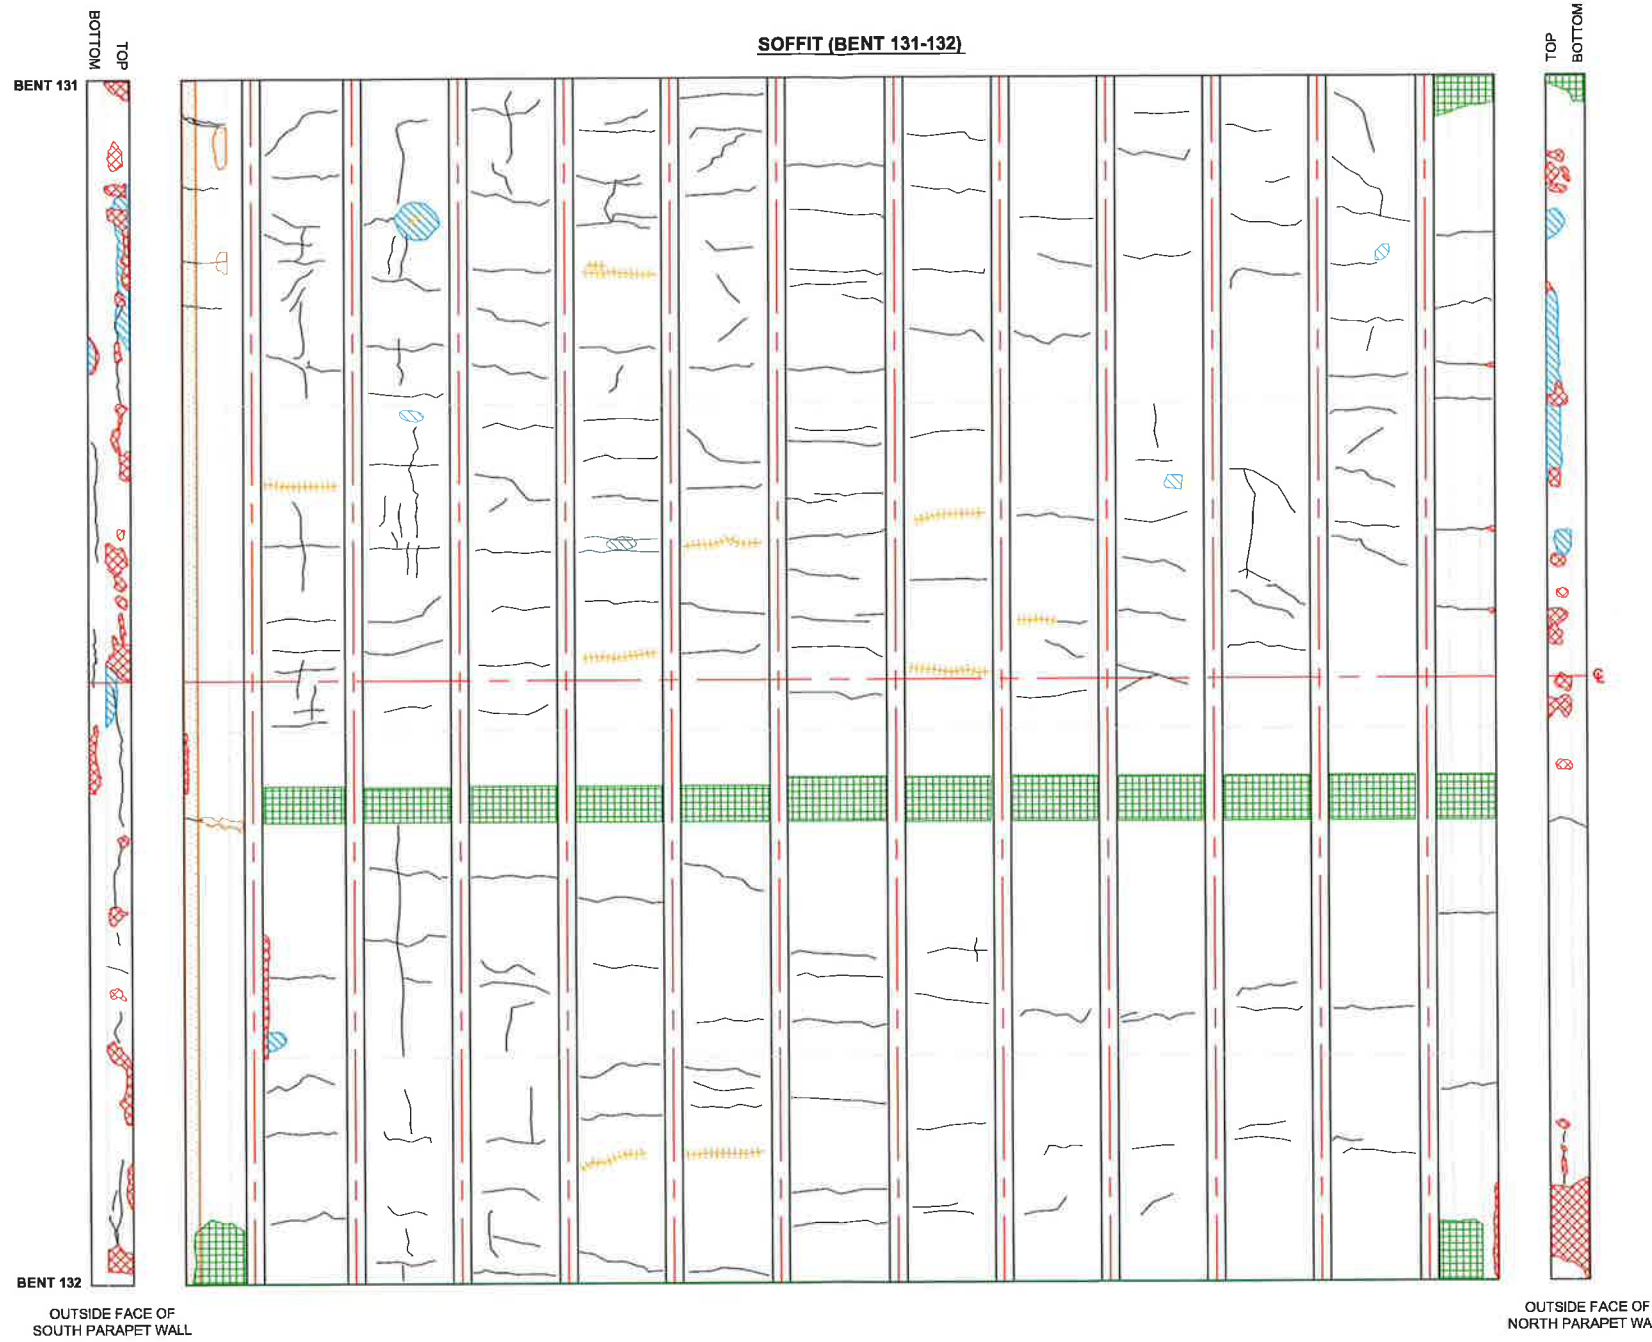 SOFFIT (BENT 131-132)
BOTTOM
TOP
TOP
BOTTOM
BENT 131
℄
BENT 132
OUTSIDE FACE OF
SOUTH PARAPET WALL
OUTSIDE FACE OF
NORTH PARAPET WA